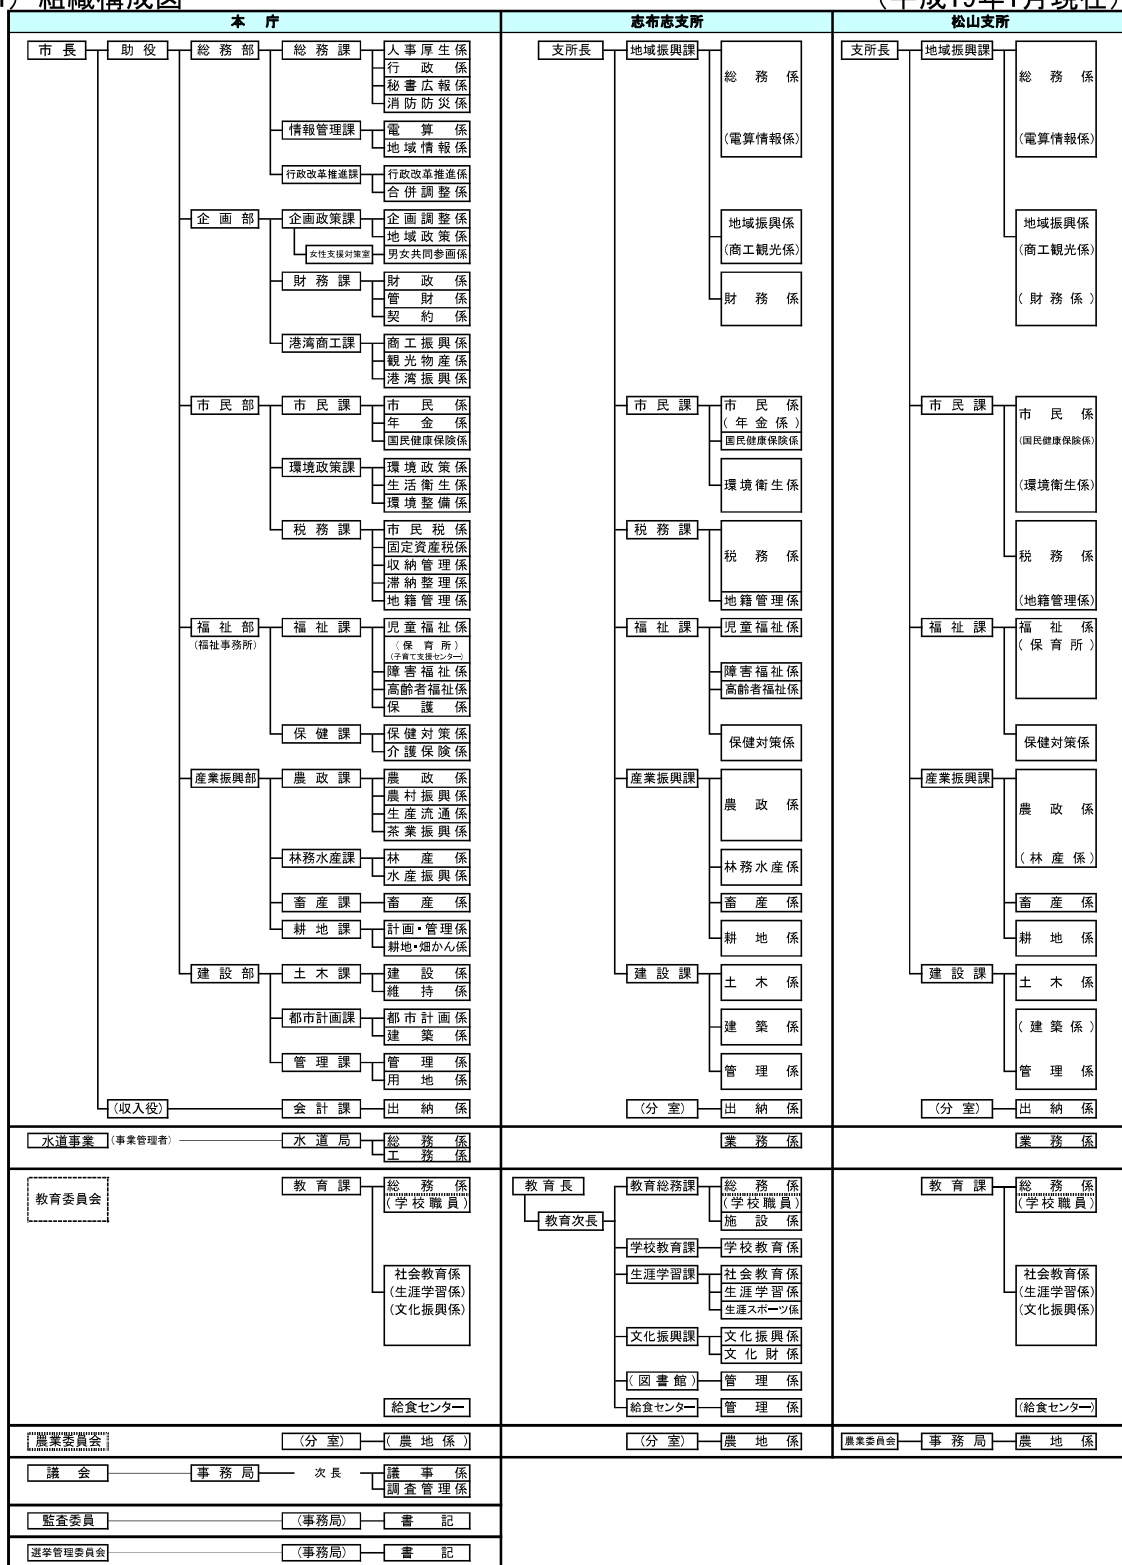 組織構成図 (平成19年1月現在)
本 庁 志布志支所 松山支所
市長 助役 総務部 総務課 人事厚生係 支所長 地域振興課 支所長 地域振興課
行政係
総務係 総務係
秘書広報係
消防防災係
情報管理課 電算係
(電算情報係) (電算情報係)
地域情報係
行政改革推進課 行政改革推進係
合併調整係
企画部 企画政策課 企画調整係 地域振興係 地域振興係
地域政策係
女性支援対策室 男女共同参画係 (商工観光係) (商工観光係)
財務課 財政係
管財係 財務係 (財務係)
契約係
港湾商工課 商工振興係
観光物産係
港湾振興係
市民部 市民課 市民係 市民課 市民係 市民課 市民係
年金係 (年金係)
国民健康保険係 国民健康保険係 (国民健康保険係)
環境政策課 環境政策係
生活衛生係 環境衛生係 (環境衛生係)
環境整備係
税務課 市民税係 税務課
固定資産税係 税務係 税務係
収納管理係
滞納整理係
地籍管理係 地籍管理係 (地籍管理係)
福祉部 福祉課 児童福祉係 福祉課 児童福祉係 福祉課 福祉係
(福祉事務所) (保育所) (保育所)
(子育て支援センター)
障害福祉係 障害福祉係
高齢者福祉係 高齢者福祉係
保護係
保健課 保健対策係 保健対策係 保健対策係
介護保険係
産業振興部 農政課 農政係 産業振興課 産業振興課
農村振興係 農政係 農政係
生産流通係
茶業振興係
林務水産課 林産係 林務水産係 (林産係)
水産振興係
畜産課 畜産係 畜産係 畜産係
耕地課 計画・管理係 耕地係 耕地係
耕地・畑かん係
建設部 土木課 建設係 建設課 土木係 建設課 土木係
維持係
都市計画課 都市計画係 建築係 (建築係)
建築係
管理課 管理係 管理係 管理係
用地係
(収入役) 会計課 出納係 (分室) 出納係 (分室) 出納係
水道事業 (事業管理者) 水道局 総務係 業務係 業務係
工務係
教育委員会 教育課 総務係 教育長 教育総務課 総務係 教育課 総務係
(学校職員) (学校職員) (学校職員)
教育次長 施設係
学校教育課 学校教育係
社会教育係 生涯学習課 社会教育係 社会教育係
(生涯学習係) 生涯学習係 (生涯学習係)
(文化振興係) 生涯スポーツ係 (文化振興係)
文化振興課 文化振興係
文化財係
(図書館) 管理係
給食センター 給食センター 管理係 (給食センター)
農業委員会 (分室) (農地係) (分室) 農地係 農業委員会 事務局 農地係
議会 事務局 次長 議事係
調査管理係
監査委員 (事務局) 書記
選挙管理委員会 (事務局) 書記